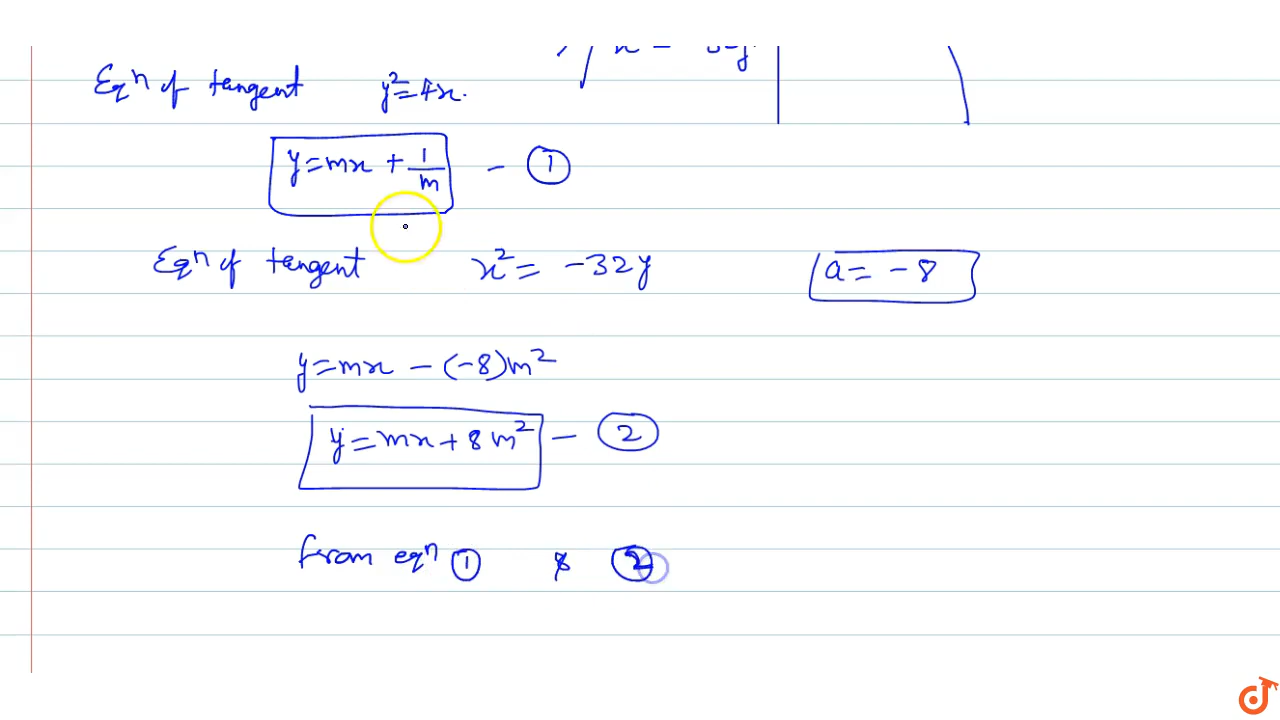 Eqⁿ of tangent y² = 4x.
y = mx + 1/m - ①
Eqⁿ of tangent x² = -32y a = -8
y = mx - (-8)m²
y = mx + 8m² - ②
from eqⁿ ① & ②